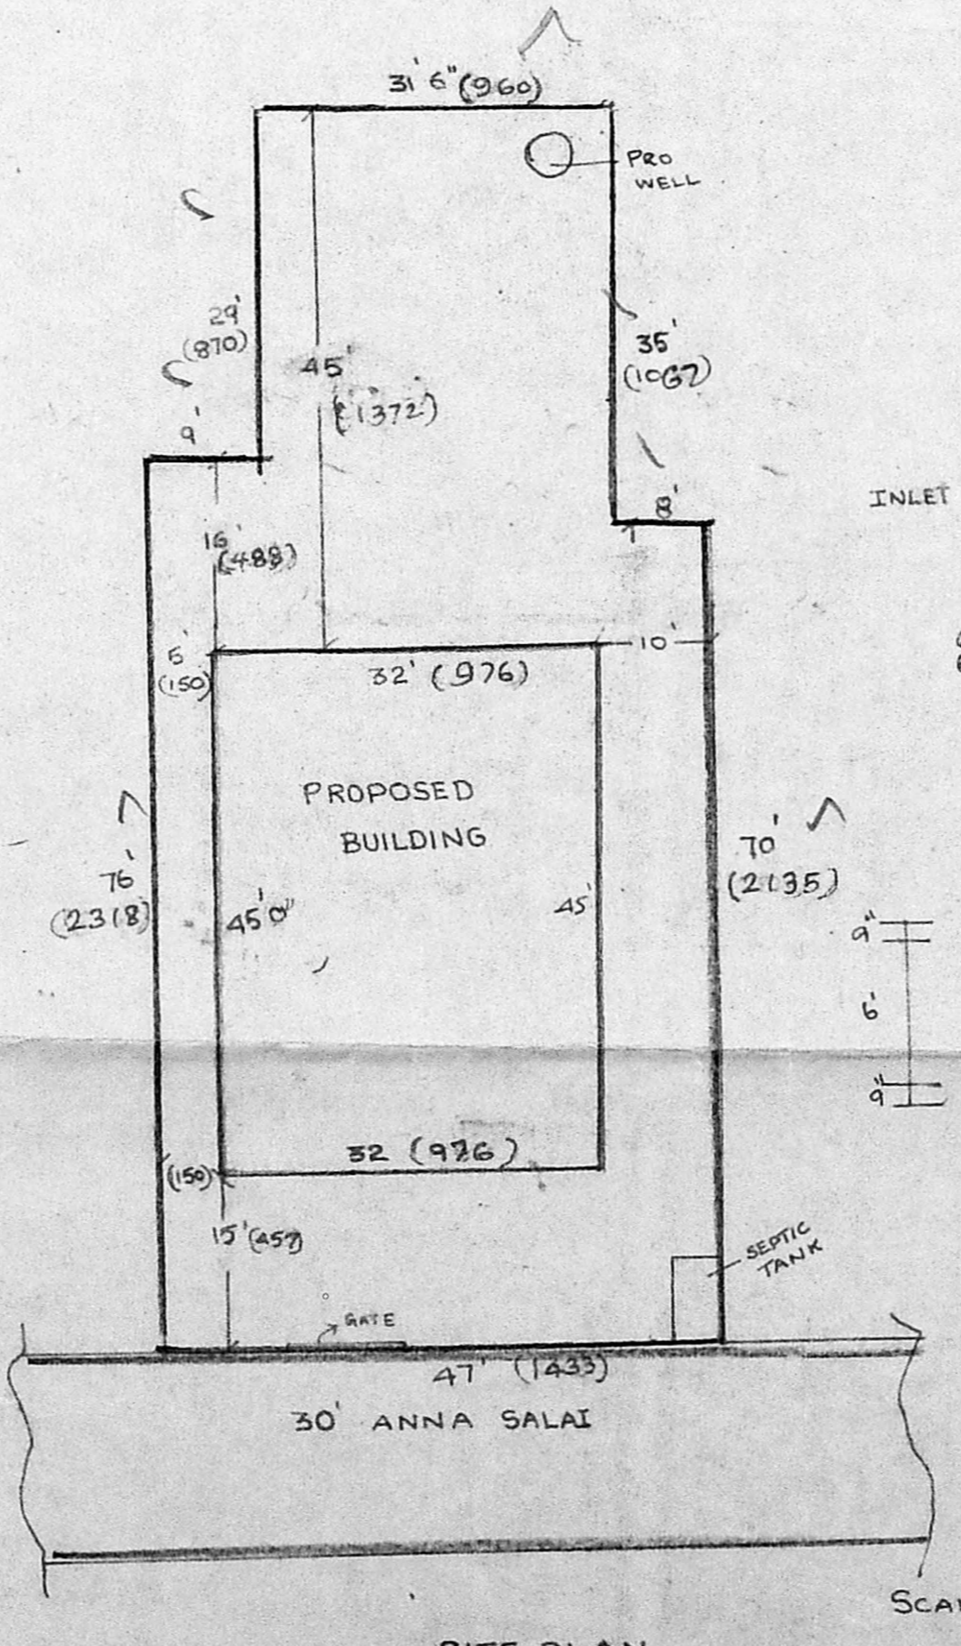 31' 6" (960)
PRO
WELL
29'
(870)
45'
(1372)
35'
(1067)
9'
8'
INLET
16'
(488)
5'
(150)
10'
32' (976)
PROPOSED
BUILDING
76'
(2318)
45'0"
45'
70'
(2135)
9"
6'
9"
32 (976)
(150)
15' (457)
SEPTIC
TANK
GATE
47' (1433)
30' ANNA SALAI